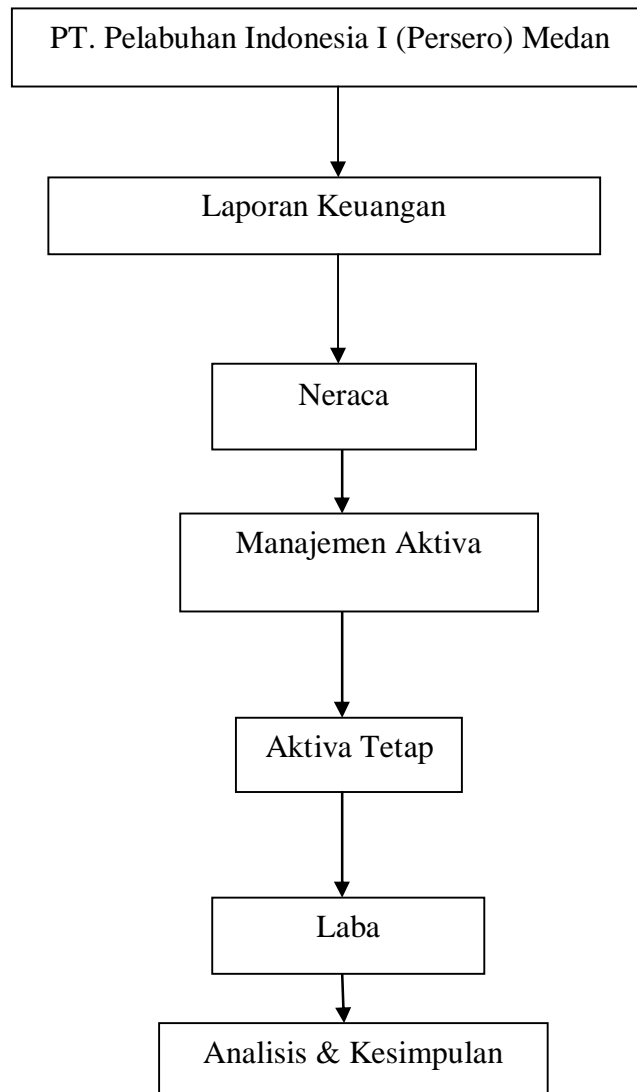 PT. Pelabuhan Indonesia I (Persero) Medan
Laporan Keuangan
Neraca
Manajemen Aktiva
Aktiva Tetap
Laba
Analisis & Kesimpulan